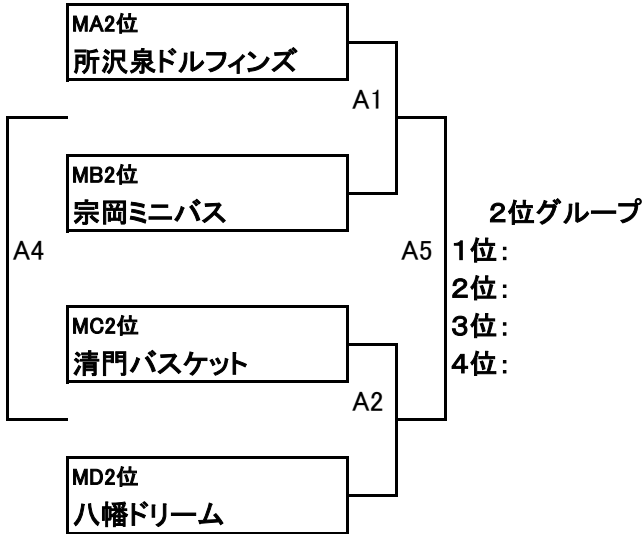 MA2位
所沢泉ドルフィンズ
A1
MB2位
宗岡ミニバス
2位グループ
A4
A5
1位：
2位：
MC2位
3位：
清門バスケット
4位：
A2
MD2位
八幡ドリーム